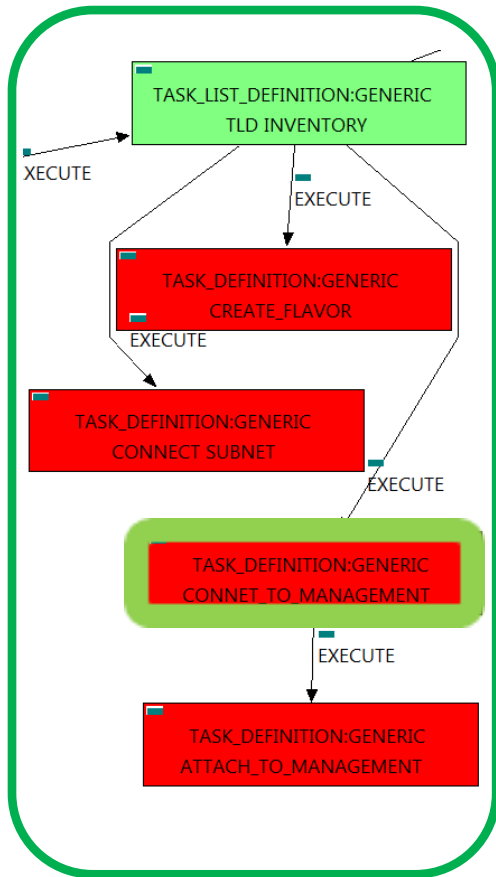 TASK_LIST_DEFINITION:GENERIC
TLD INVENTORY
XECUTE
EXECUTE
TASK_DEFINITION:GENERIC
CREATE_FLAVOR
EXECUTE
TASK_DEFINITION:GENERIC
CONNECT SUBNET
EXECUTE
TASK_DEFINITION:GENERIC
CONNET_TO_MANAGEMENT
EXECUTE
TASK_DEFINITION:GENERIC
ATTACH_TO_MANAGEMENT